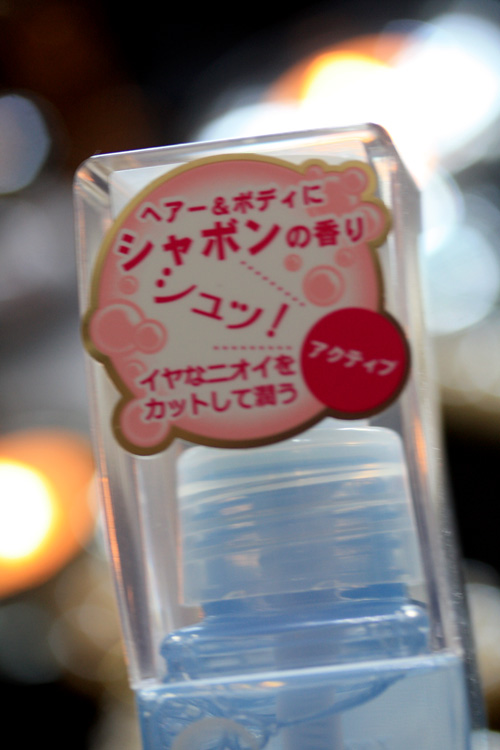 ヘアー&ボディに
シャボンの香り
シュッ!
アクティブ
イヤなニオイを
カットして潤う